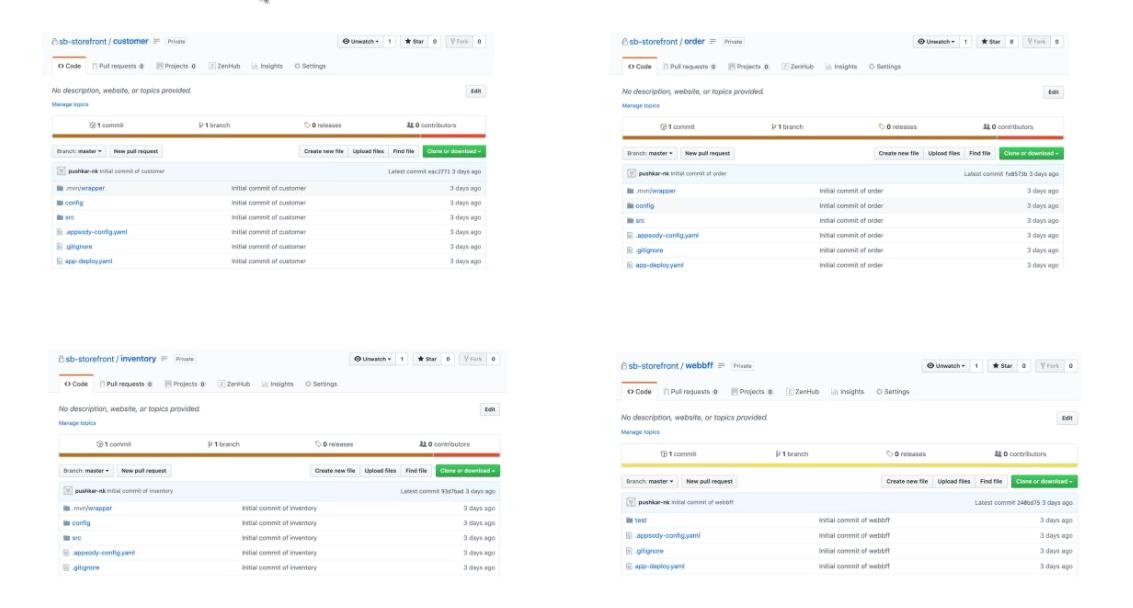 sb-storefront / customer Private Unwatch 1 Star 0 Fork 0
Code Pull requests 0 Projects 0 ZenHub Insights Settings
No description, website, or topics provided. Edit
Manage topics
1 commit 1 branch 0 releases 0 contributors
Branch: master New pull request Create new file Upload files Find file Clone or download
pushkar-nk Initial commit of customer Latest commit eac2771 3 days ago
.mvn/wrapper Initial commit of customer 3 days ago
config Initial commit of customer 3 days ago
src Initial commit of customer 3 days ago
.appsody-config.yaml Initial commit of customer 3 days ago
.gitignore Initial commit of customer 3 days ago
app-deploy.yaml Initial commit of customer 3 days ago
sb-storefront / order Private Unwatch 1 Star 0 Fork 0
Code Pull requests 0 Projects 0 ZenHub Insights Settings
No description, website, or topics provided. Edit
Manage topics
1 commit 1 branch 0 releases 0 contributors
Branch: master New pull request Create new file Upload files Find file Clone or download
pushkar-nk Initial commit of order Latest commit fe8573b 3 days ago
.mvn/wrapper Initial commit of order 3 days ago
config Initial commit of order 3 days ago
src Initial commit of order 3 days ago
.appsody-config.yaml Initial commit of order 3 days ago
.gitignore Initial commit of order 3 days ago
app-deploy.yaml Initial commit of order 3 days ago
sb-storefront / inventory Private Unwatch 1 Star 0 Fork 0
Code Pull requests 0 Projects 0 ZenHub Insights Settings
No description, website, or topics provided. Edit
Manage topics
1 commit 1 branch 0 releases 0 contributors
Branch: master New pull request Create new file Upload files Find file Clone or download
pushkar-nk Initial commit of inventory Latest commit 93d7bad 3 days ago
.mvn/wrapper Initial commit of inventory 3 days ago
config Initial commit of inventory 3 days ago
src Initial commit of inventory 3 days ago
.appsody-config.yaml Initial commit of inventory 3 days ago
.gitignore Initial commit of inventory 3 days ago
sb-storefront / webbff Private Unwatch 1 Star 0 Fork 0
Code Pull requests 0 Projects 0 ZenHub Insights Settings
No description, website, or topics provided. Edit
Manage topics
1 commit 1 branch 0 releases 0 contributors
Branch: master New pull request Create new file Upload files Find file Clone or download
pushkar-nk Initial commit of webbff Latest commit 240bd75 3 days ago
test Initial commit of webbff 3 days ago
.appsody-config.yaml Initial commit of webbff 3 days ago
.gitignore Initial commit of webbff 3 days ago
app-deploy.yaml Initial commit of webbff 3 days ago